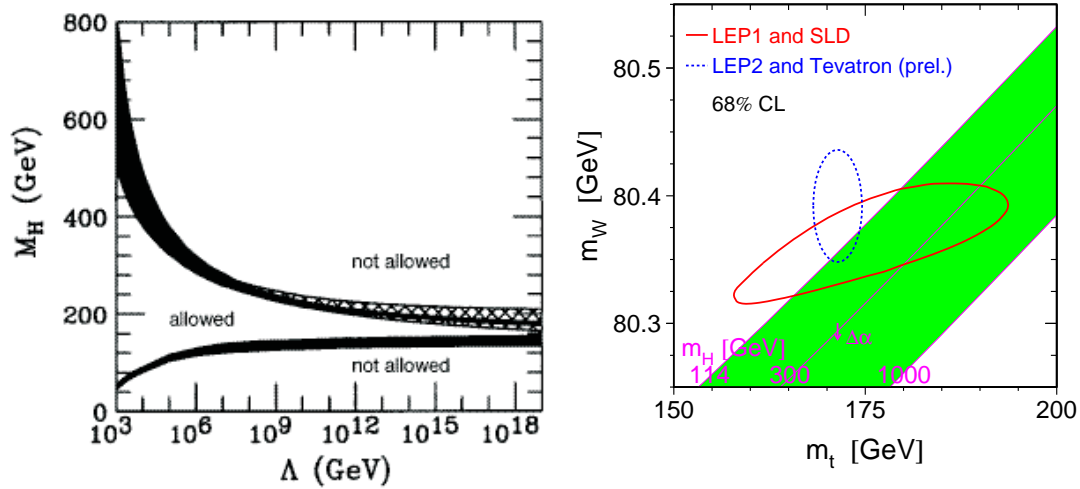 800
600
400
200
0
M_H (GeV)
not allowed
allowed
not allowed
10^3 10^6 10^9 10^12 10^15 10^18
Λ (GeV)
LEP1 and SLD
LEP2 and Tevatron (prel.)
68% CL
80.5
80.4
80.3
m_W [GeV]
Δα
m_H [GeV]
114 300 1000
150 175 200
m_t [GeV]